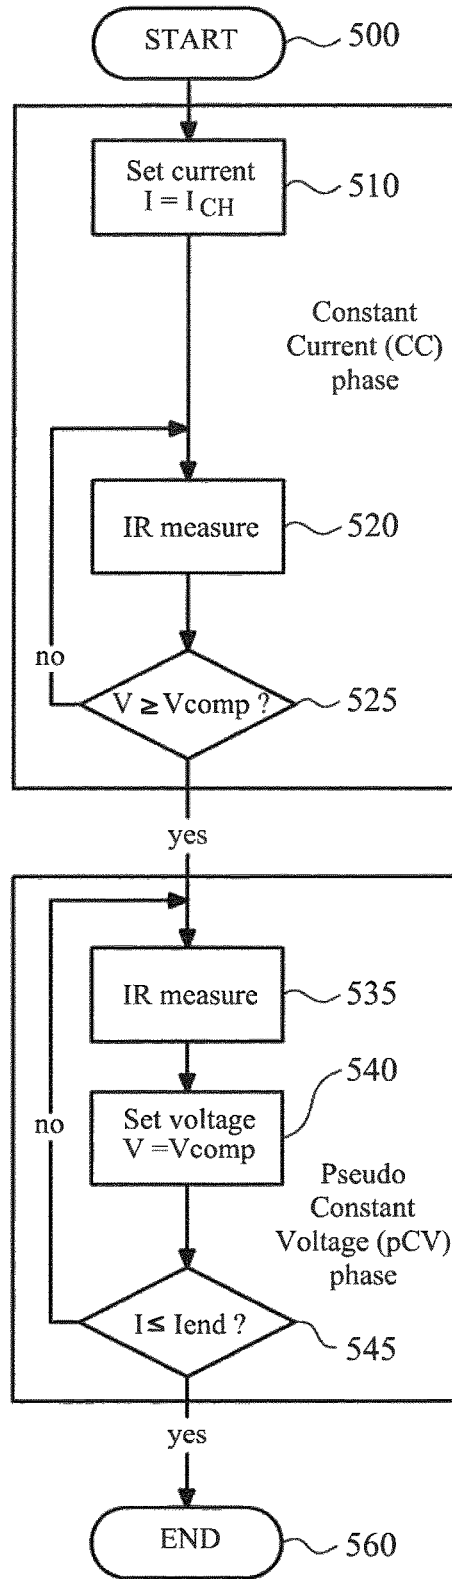 START
500
Set current
I = I CH
510
Constant
Current (CC)
phase
IR measure
520
no
V ≥ Vcomp ?
525
yes
IR measure
535
540
no
Set voltage
V =Vcomp
Pseudo
Constant
Voltage (pCV)
phase
I ≤ Iend ?
545
yes
END
560